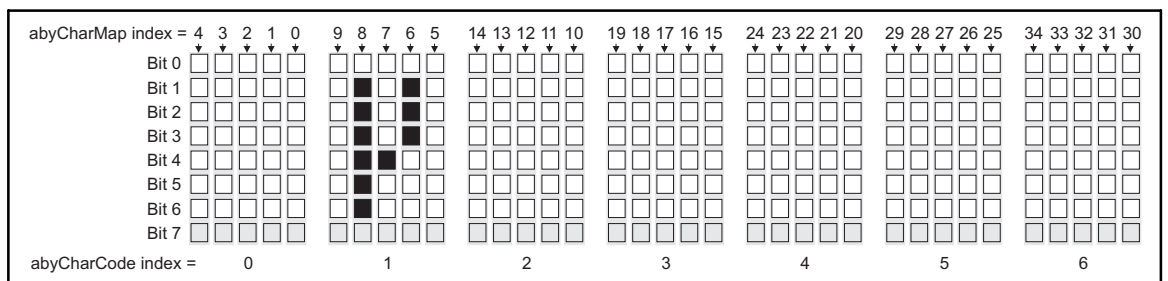 abyCharMap index = 4 3 2 1 0 9 8 7 6 5 14 13 12 11 10 19 18 17 16 15 24 23 22 21 20 29 28 27 26 25 34 33 32 31 30
Bit 0
Bit 1
Bit 2
Bit 3
Bit 4
Bit 5
Bit 6
Bit 7
abyCharCode index = 0 1 2 3 4 5 6